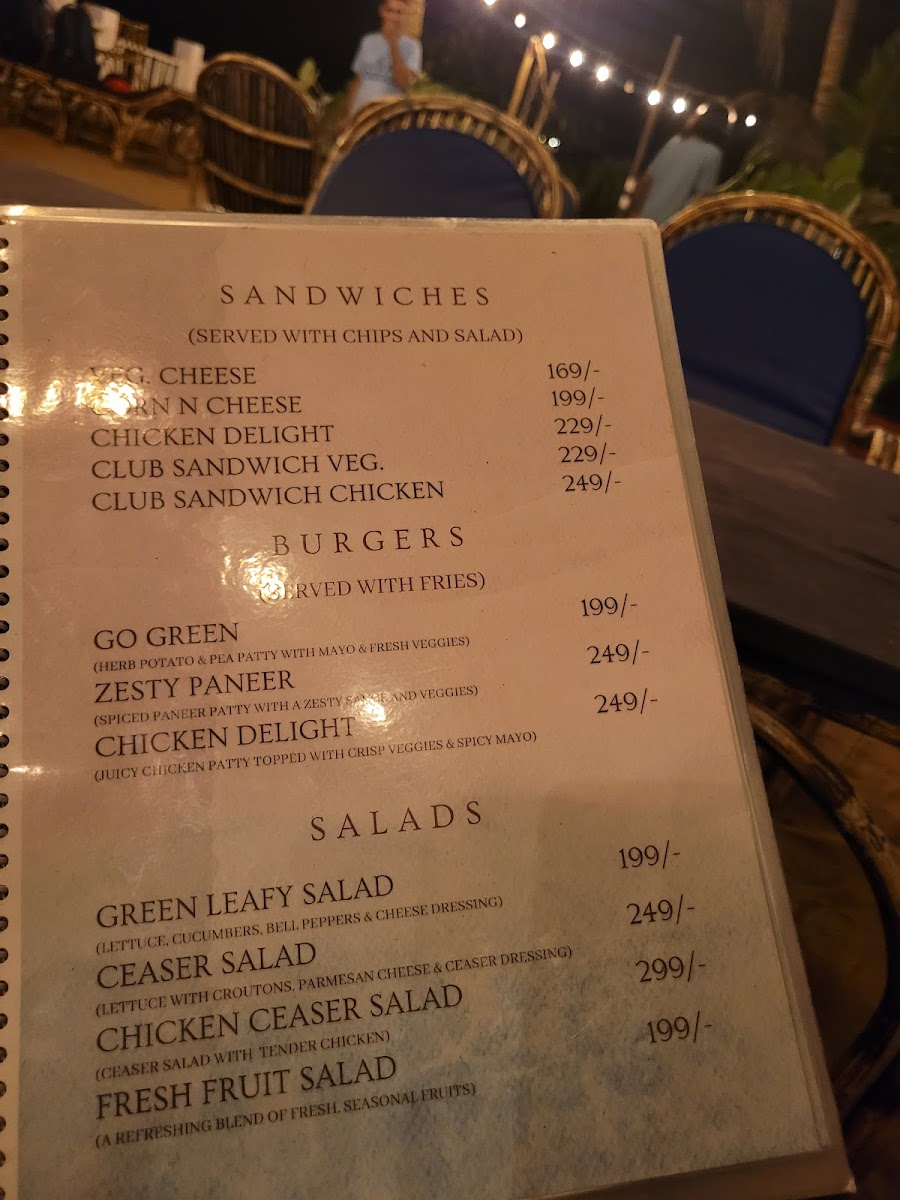 SANDWICHES
(SERVED WITH CHIPS AND SALAD)
VEG. CHEESE 169/-
CORN N CHEESE 199/-
CHICKEN DELIGHT 229/-
CLUB SANDWICH VEG. 229/-
CLUB SANDWICH CHICKEN 249/-
BURGERS
(SERVED WITH FRIES)
GO GREEN 199/-
(HERB POTATO & PEA PATTY WITH MAYO & FRESH VEGGIES)
ZESTY PANEER 249/-
(SPICED PANEER PATTY WITH A ZESTY SAUCE AND VEGGIES)
CHICKEN DELIGHT 249/-
(JUICY CHICKEN PATTY TOPPED WITH CRISP VEGGIES & SPICY MAYO)
SALADS
GREEN LEAFY SALAD 199/-
(LETTUCE, CUCUMBERS, BELL PEPPERS & CHEESE DRESSING)
CEASER SALAD 249/-
(LETTUCE WITH CROUTONS, PARMESAN CHEESE & CEASER DRESSING)
CHICKEN CEASER SALAD 299/-
(CEASER SALAD WITH TENDER CHICKEN)
FRESH FRUIT SALAD 199/-
(A REFRESHING BLEND OF FRESH, SEASONAL FRUITS)